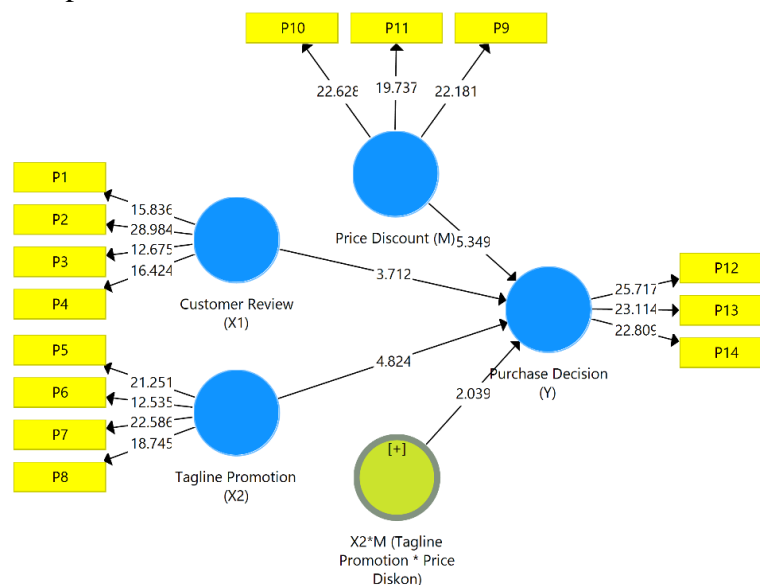 P10 P11 P9
22.628 19.737 22.181
P1
P2
P3
P4
15.836
28.984
12.675
16.424
Price Discount (M)
5.349
Customer Review
(X1)
3.712
P12
P13
P14
25.717
23.114
22.809
Purchase Decision
(Y)
P5
P6
P7
P8
21.251
12.535
22.586
18.745
4.824
Tagline Promotion
(X2)
2.039
[+]
X2*M (Tagline
Promotion * Price
Diskon)